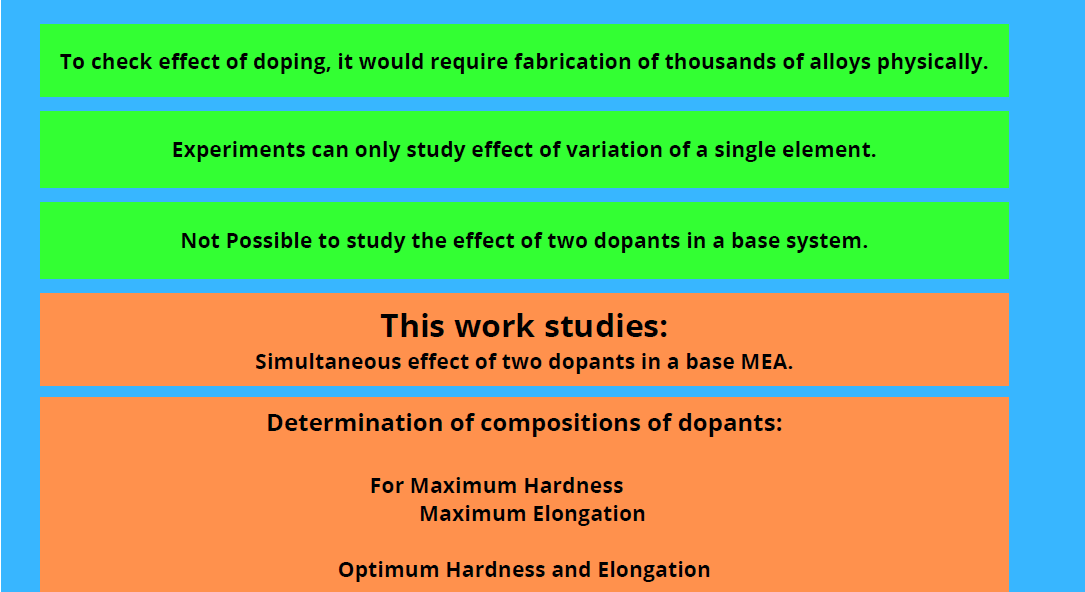 To check effect of doping, it would require fabrication of thousands of alloys physically.
Experiments can only study effect of variation of a single element.
Not Possible to study the effect of two dopants in a base system.
This work studies:
Simultaneous effect of two dopants in a base MEA.
Determination of compositions of dopants:
For Maximum Hardness
Maximum Elongation
Optimum Hardness and Elongation